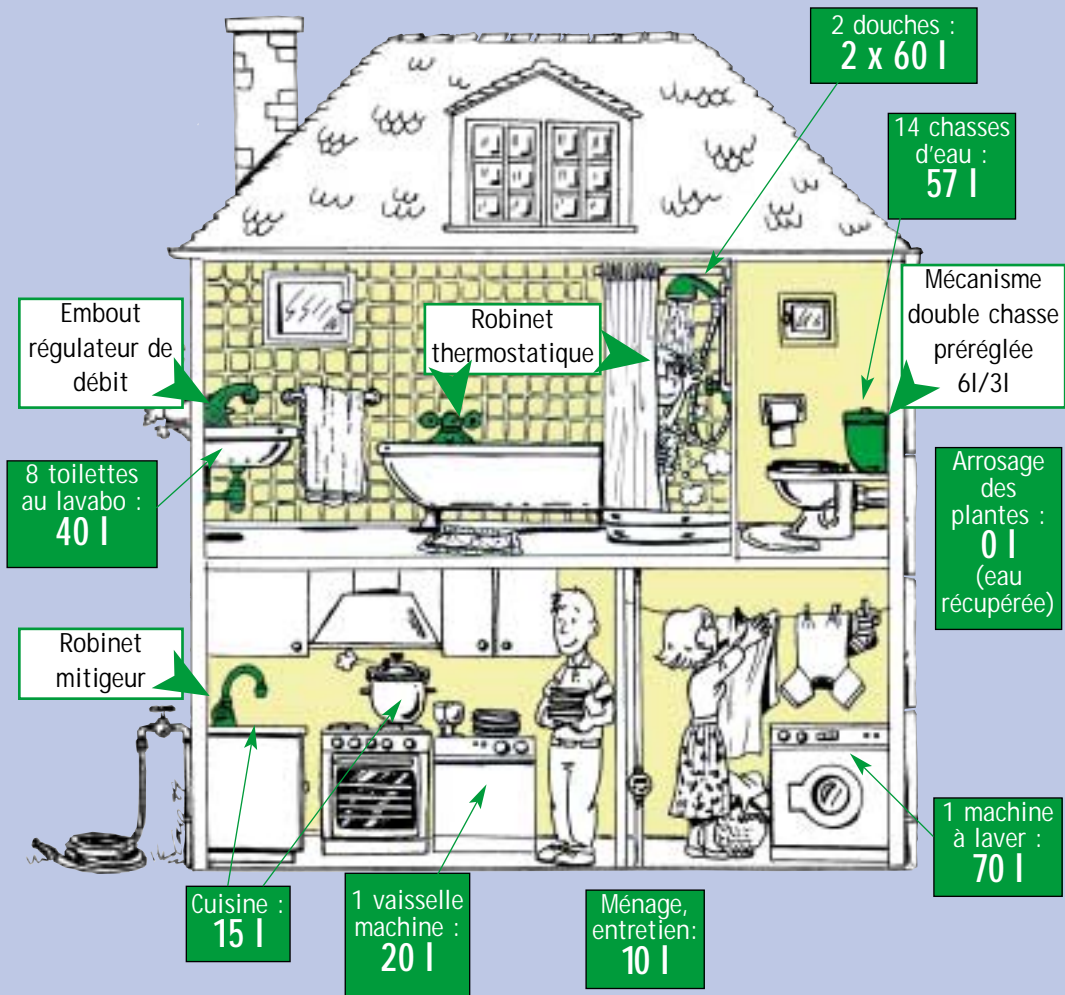 2 douches :
2 x 60 l
14 chasses
d'eau :
57 l
Embout
régulateur de
débit
Robinet
thermostatique
Mécanisme
double chasse
préréglée
6l/3l
8 toilettes
au lavabo :
40 l
Arrosage
des
plantes :
0 l
(eau
récupérée)
Robinet
mitigeur
1 machine
à laver :
70 l
Cuisine :
15 l
1 vaisselle
machine :
20 l
Ménage,
entretien:
10 l